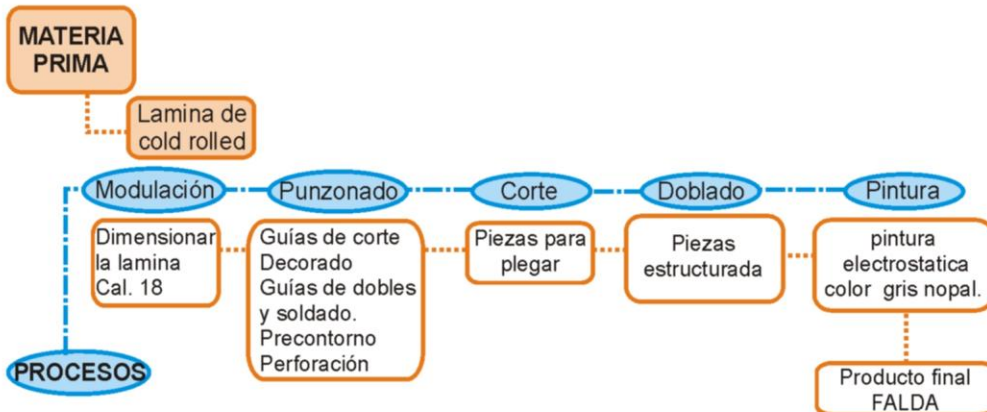 MATERIA
PRIMA
Lamina de
cold rolled
Modulación
Punzonado
Corte
Doblado
Pintura
Dimensionar
la lamina
Cal. 18
Guías de corte
Decorado
Guías de dobles
y soldado.
Precontorno
Perforación
Piezas para
plegar
Piezas
estructurada
pintura
electrostatica
color gris nopal.
PROCESOS
Producto final
FALDA